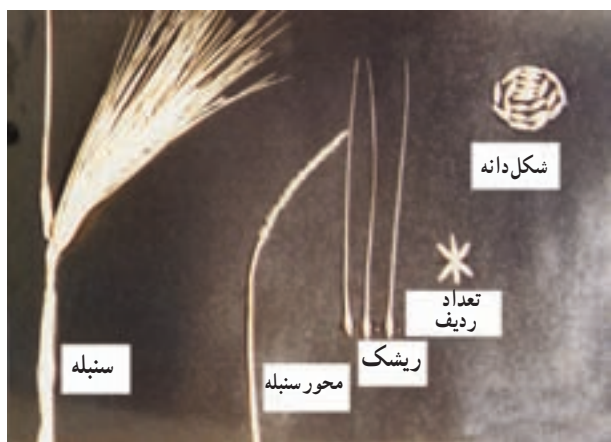 شکل دانه
تعداد
ردیف
ریشک
محور سنبله
سنبله